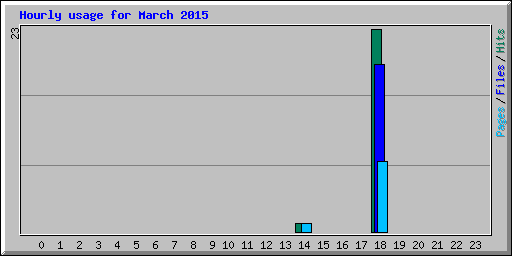 Hourly usage for March 2015
23
Pages/Files/Hits
0 1 2 3 4 5 6 7 8 9 10 11 12 13 14 15 16 17 18 19 20 21 22 23